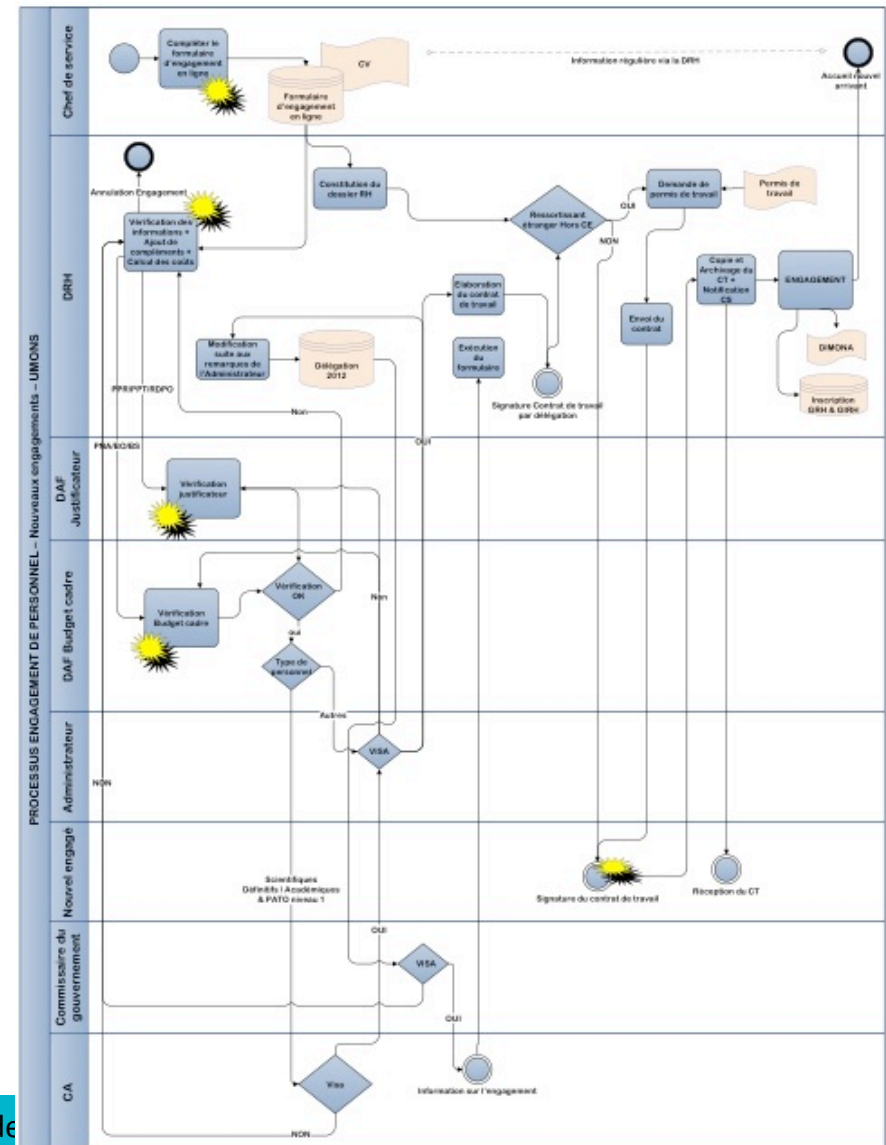 PROCESSUS ENGAGEMENT DE PERSONNEL – Nouveaux engagements – UMONS
Chef de service
Compléter le
formulaire
d'engagement
en ligne
CV
Formulaire
d'engagement
en ligne
Information régulière via la DRH
Accueil nouvel
arrivant
DRH
Annulation Engagement
Vérification des
informations +
Ajout de
compléments +
Calcul des coûts
Constitution du
dossier RH
Ressortissant
étranger Hors CE
OUI
NON
Demande de
permis de travail
Permis de
travail
Copie et
Archivage du
CT +
Notification
CS
ENGAGEMENT
DIMONA
Inscription
GRH & GIRH
Elaboration
du contrat
de travail
Envoi du
contrat
Modification
suite aux
remarques de
l'Administrateur
Délégation
2012
Exécution
du
formulaire
Signature Contrat de travail
par délégation
PPR/PPT/RDPO
Non
PNA/EO/BS
OUI
DAF
Justificateur
Vérification
justificateur
DAF Budget cadre
Vérification
Budget cadre
Vérification
OK
Non
oui
Type de
personnel
Autres
Administrateur
VISA
NON
Nouvel engagé
Scientifiques
Définitifs / Académiques
& PATO niveau 1
Signature du contrat de travail
Réception du CT
OUI
Commissaire du
gouvernement
VISA
OUI
CA
Visa
Information sur l'engagement
NON